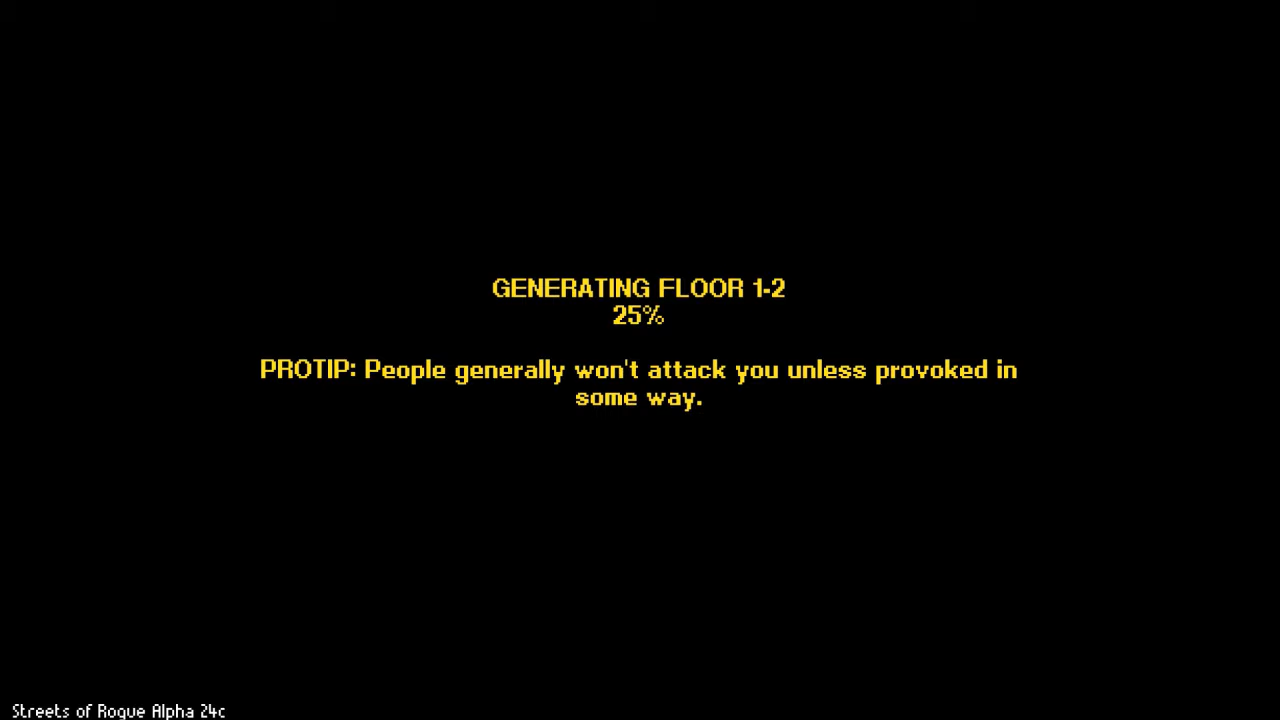 GENERATING FLOOR 1-2
25%
PROTIP: People generally won't attack you unless provoked in
some way.
Streets of Rogue Alpha 24c